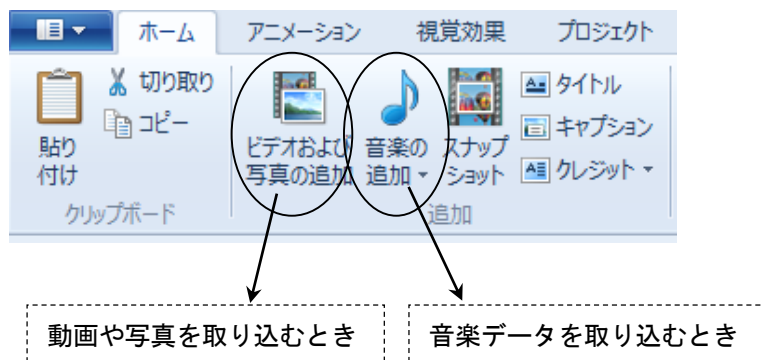 ホーム アニメーション 視覚効果 プロジェクト
切り取り
コピー
貼り
付け
クリップボード
ビデオおよび
写真の追加
音楽の
追加
スナップ
ショット
タイトル
キャプション
クレジット
追加
動画や写真を取り込むとき
音楽データを取り込むとき